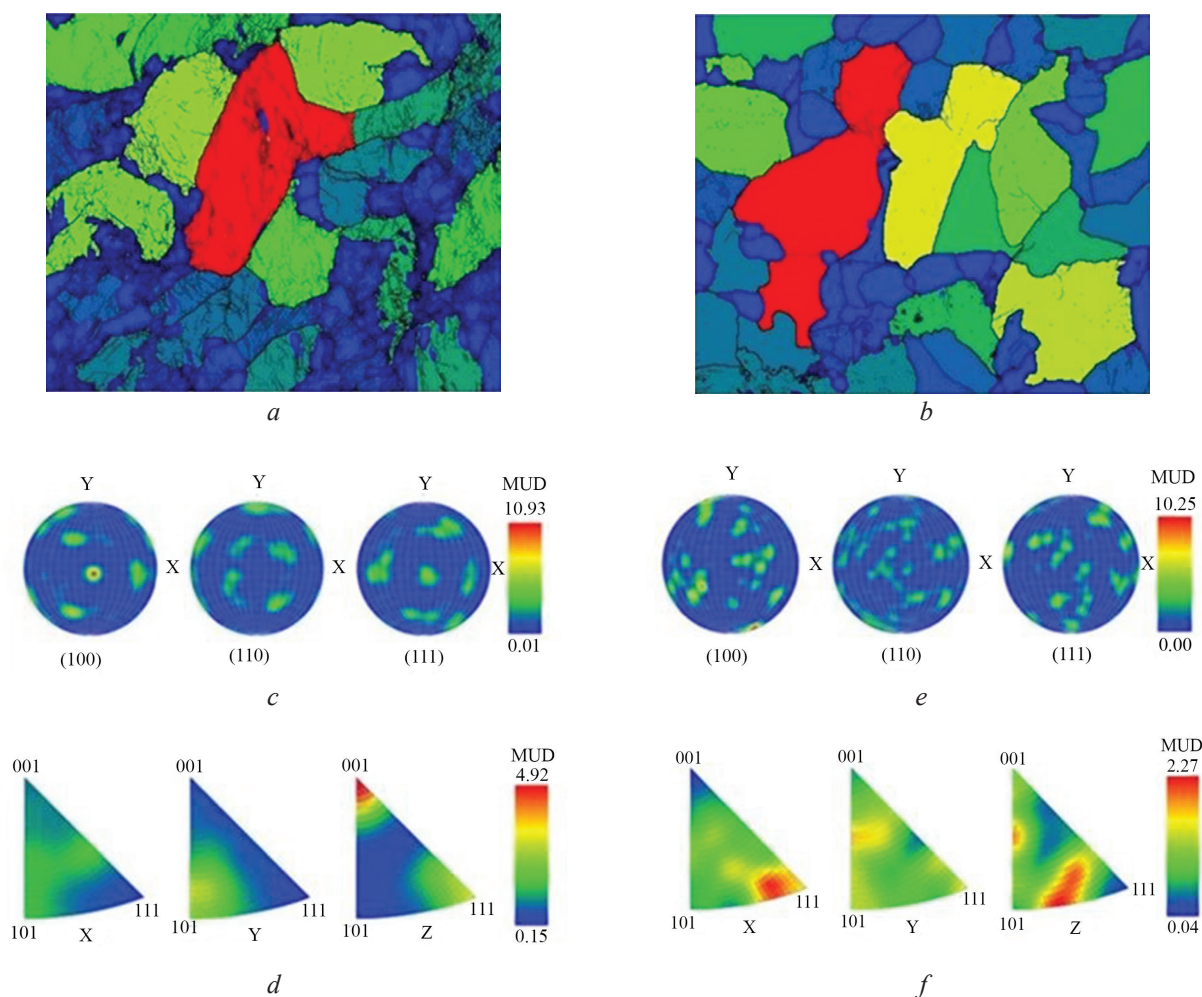 a
b
Y
Y
Y
MUD
10.93
X
X
X
0.01
(100)
(110)
(111)
c
Y
Y
Y
MUD
10.25
X
X
X
0.00
(100)
(110)
(111)
e
001
001
001
MUD
4.92
111
111
111
101
101
101
X
Y
Z
0.15
d
001
001
001
MUD
2.27
111
111
111
101
101
101
X
Y
Z
0.04
f